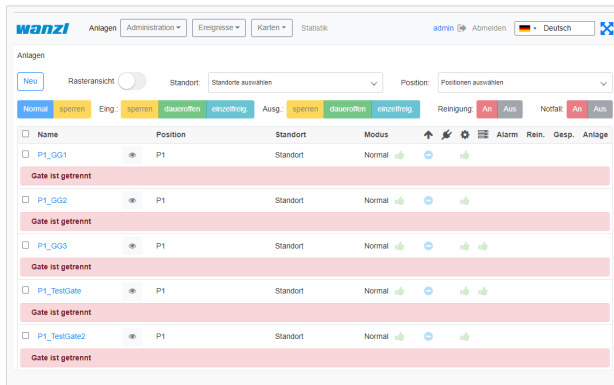 wanzl Anlagen Administration Ereignisse Karten Statistik admin Abmelden Deutsch
Anlagen
Neu Rasteransicht Standort: Standorte auswählen Position: Positionen auswählen
Normal sperren Eing.: sperren daueroffen einzelfreig. Ausg.: sperren daueroffen einzelfreig. Reinigung: An Aus Notfall: An Aus
Name Position Standort Modus Alarm Rein. Gesp. Anlage
P1_GG1 P1 Standort Normal
Gate ist getrennt
P1_GG2 P1 Standort Normal
Gate ist getrennt
P1_GG3 P1 Standort Normal
Gate ist getrennt
P1_TestGate P1 Standort Normal
Gate ist getrennt
P1_TestGate2 P1 Standort Normal
Gate ist getrennt